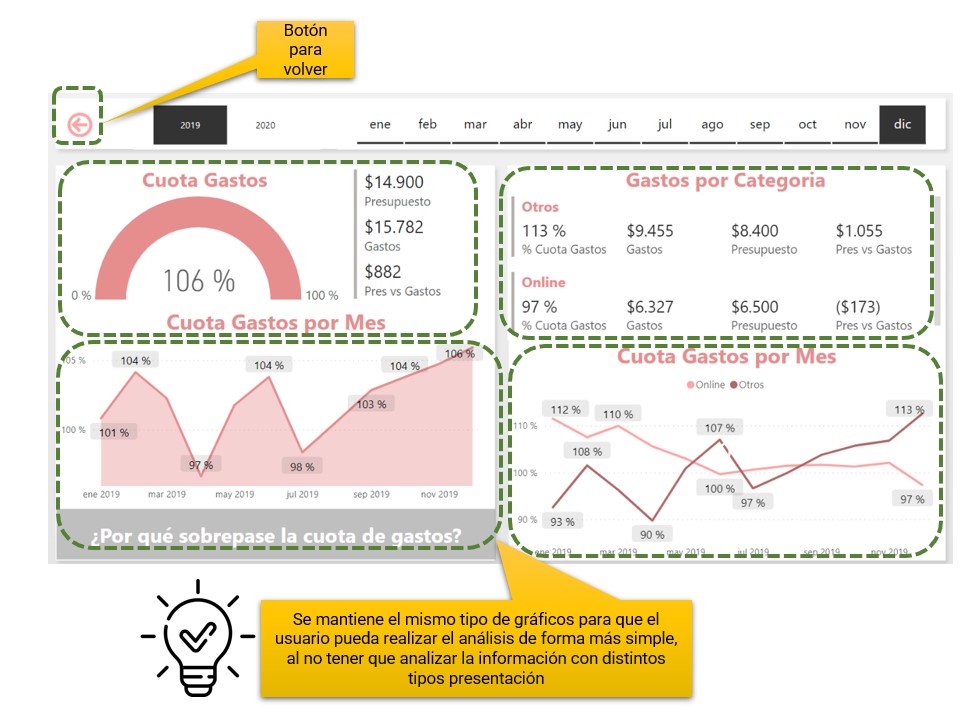 Botón
para
volver
2019
2020
ene
feb
mar
abr
may
jun
jul
ago
sep
oct
nov
dic
Cuota Gastos
106 %
0 %
100 %
$14.900
Presupuesto
$15.782
Gastos
$882
Pres vs Gastos
Gastos por Categoria
Otros
113 %
% Cuota Gastos
$9.455
Gastos
$8.400
Presupuesto
$1.055
Pres vs Gastos
Online
97 %
% Cuota Gastos
$6.327
Gastos
$6.500
Presupuesto
($173)
Pres vs Gastos
Cuota Gastos por Mes
105 %
100 %
101 %
104 %
97 %
104 %
98 %
103 %
104 %
106 %
ene 2019
mar 2019
may 2019
jul 2019
sep 2019
nov 2019
¿Por qué sobrepase la cuota de gastos?
Cuota Gastos por Mes
Online
Otros
110 %
100 %
90 %
112 %
110 %
108 %
93 %
90 %
107 %
100 %
97 %
113 %
97 %
ene 2019
mar 2019
may 2019
jul 2019
sep 2019
nov 2019
Se mantiene el mismo tipo de gráficos para que el
usuario pueda realizar el análisis de forma más simple,
al no tener que analizar la información con distintos
tipos presentación